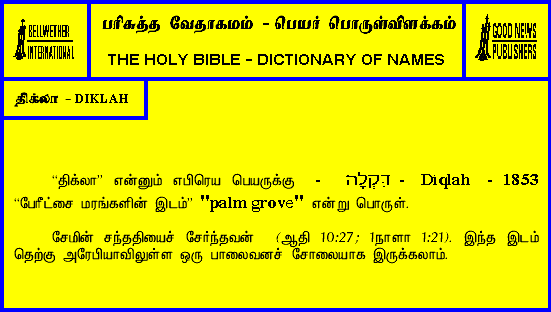 BELLWETHER
INTERNATIONAL
பரிசுத்த வேதாகமம் - பெயர் பொருள்விளக்கம்
THE HOLY BIBLE - DICTIONARY OF NAMES
GOOD NEWS
PUBLISHERS
திக்லா - DIKLAH
“திக்லா” என்னும் எபிரெய பெயருக்கு - דִּקְלָה - Diqlah - 1853
“பேரீட்சை மரங்களின் இடம்” "palm grove" என்று பொருள்.
சேமின் சந்ததியைச் சேர்ந்தவன் (ஆதி 10:27; 1நாளா 1:21). இந்த இடம்
தெற்கு அரேபியாவிலுள்ள ஒரு பாலைவனச் சோலையாக இருக்கலாம்.